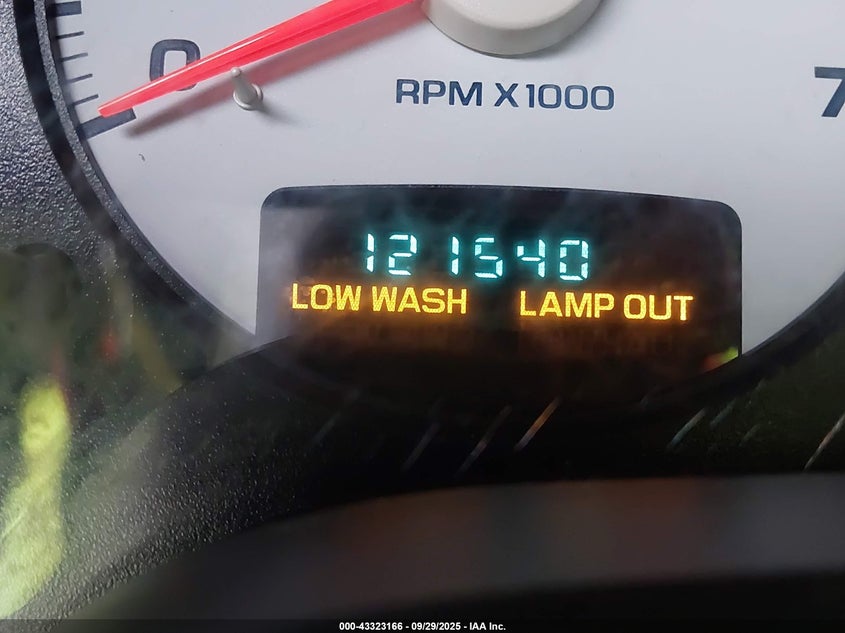 0
RPM X1000
7
121540
LOW WASH LAMP OUT
000-43323166 - 09/29/2025 - IAA Inc.